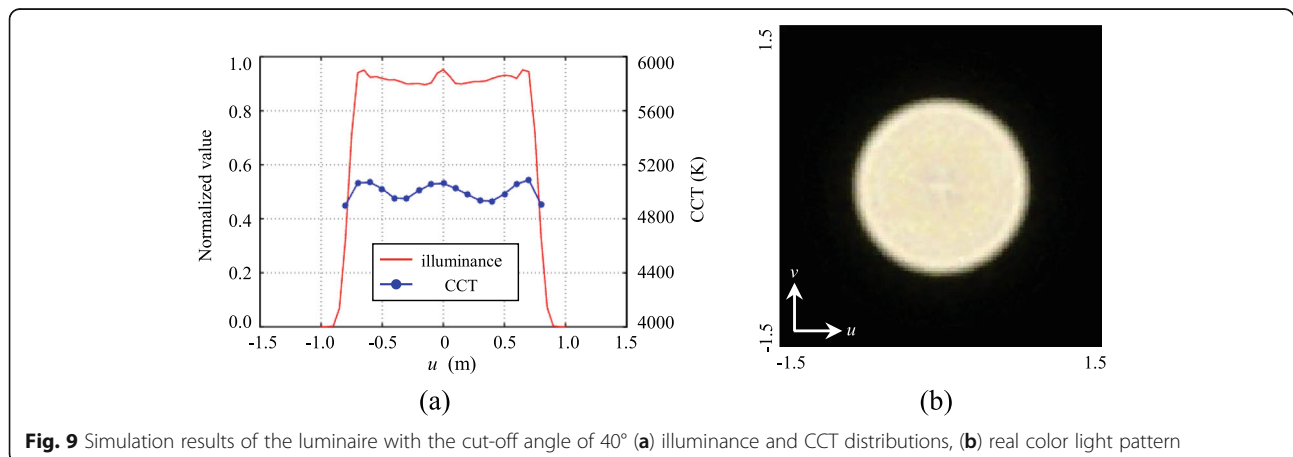 1.0
0.8
0.6
0.4
0.2
0.0
Normalized value
6000
5600
5200
4800
4400
4000
CCT (K)
illuminance
CCT
-1.5 -1.0 -0.5 0 0.5 1.0 1.5
u (m)
(a)
1.5
-1.5
v
u
-1.5 1.5
(b)
Fig. 9 Simulation results of the luminaire with the cut-off angle of 40° (a) illuminance and CCT distributions, (b) real color light pattern